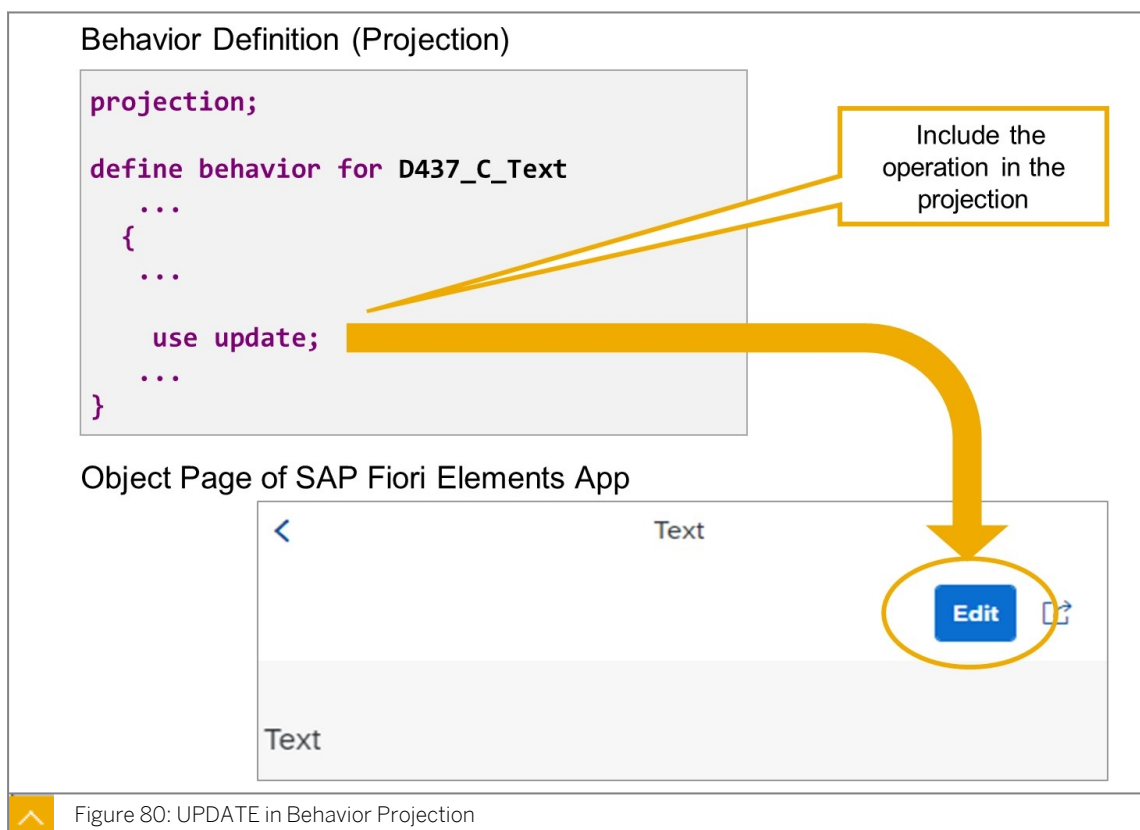 Behavior Definition (Projection)
projection;
define behavior for D437_C_Text
...
{
...
use update;
...
}
Include the
operation in the
projection
Object Page of SAP Fiori Elements App
Text
Edit
Text
Figure 80: UPDATE in Behavior Projection